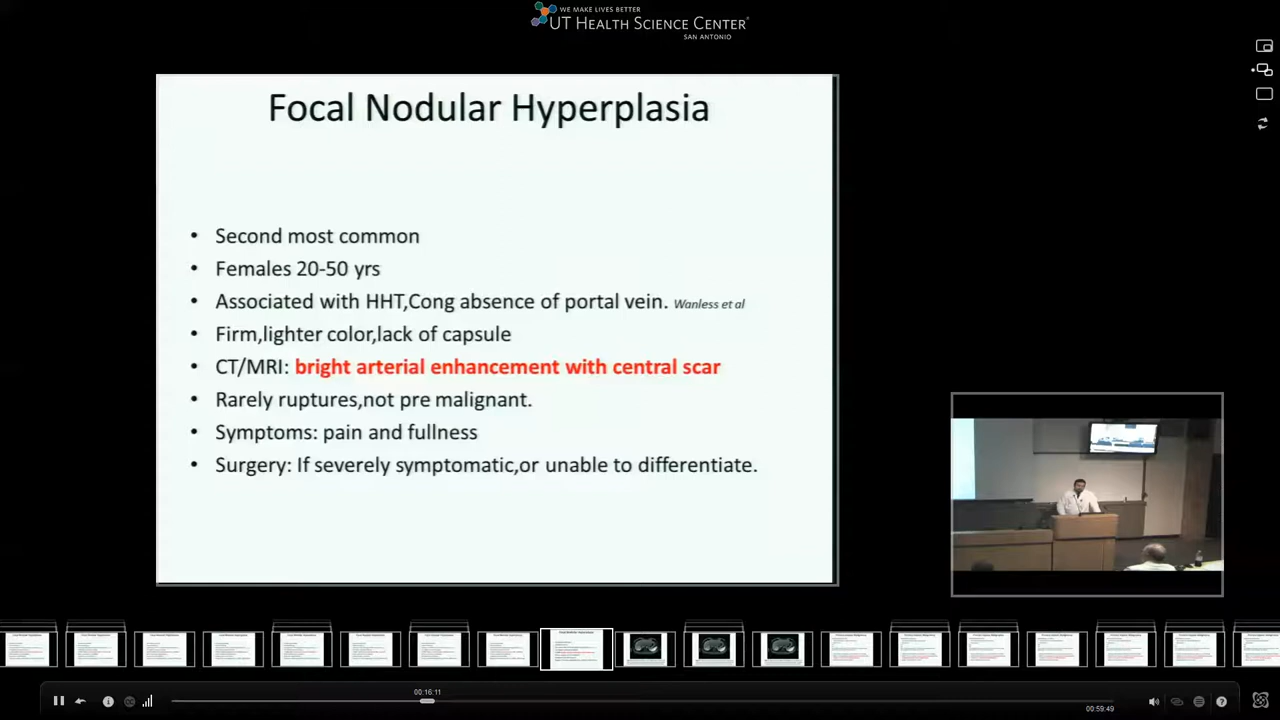 WE MAKE LIVES BETTER
UT HEALTH SCIENCE CENTER®
SAN ANTONIO
Focal Nodular Hyperplasia
• Second most common
• Females 20-50 yrs
• Associated with HHT,Cong absence of portal vein. Wanless et al
• Firm,lighter color,lack of capsule
• CT/MRI: bright arterial enhancement with central scar
• Rarely ruptures,not pre malignant.
• Symptoms: pain and fullness
• Surgery: If severely symptomatic,or unable to differentiate.
00:16:11
00:59:49